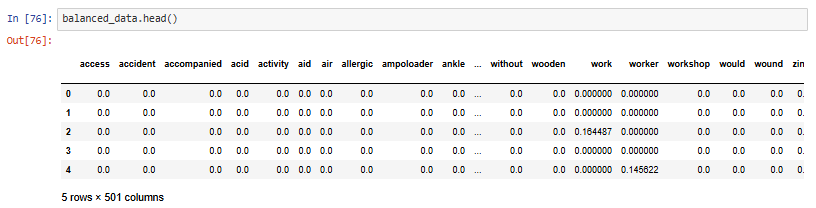 In [76]: balanced_data.head()
Out[76]:
access accident accompanied acid activity aid air allergic ampoloader ankle ... without wooden work worker workshop would wound zin
0 0.0 0.0 0.0 0.0 0.0 0.0 0.0 0.0 0.0 0.0 ... 0.0 0.0 0.000000 0.000000 0.0 0.0 0.0 0.
1 0.0 0.0 0.0 0.0 0.0 0.0 0.0 0.0 0.0 0.0 ... 0.0 0.0 0.000000 0.000000 0.0 0.0 0.0 0.
2 0.0 0.0 0.0 0.0 0.0 0.0 0.0 0.0 0.0 0.0 ... 0.0 0.0 0.164487 0.000000 0.0 0.0 0.0 0.
3 0.0 0.0 0.0 0.0 0.0 0.0 0.0 0.0 0.0 0.0 ... 0.0 0.0 0.000000 0.000000 0.0 0.0 0.0 0.
4 0.0 0.0 0.0 0.0 0.0 0.0 0.0 0.0 0.0 0.0 ... 0.0 0.0 0.000000 0.145622 0.0 0.0 0.0 0.
5 rows × 501 columns